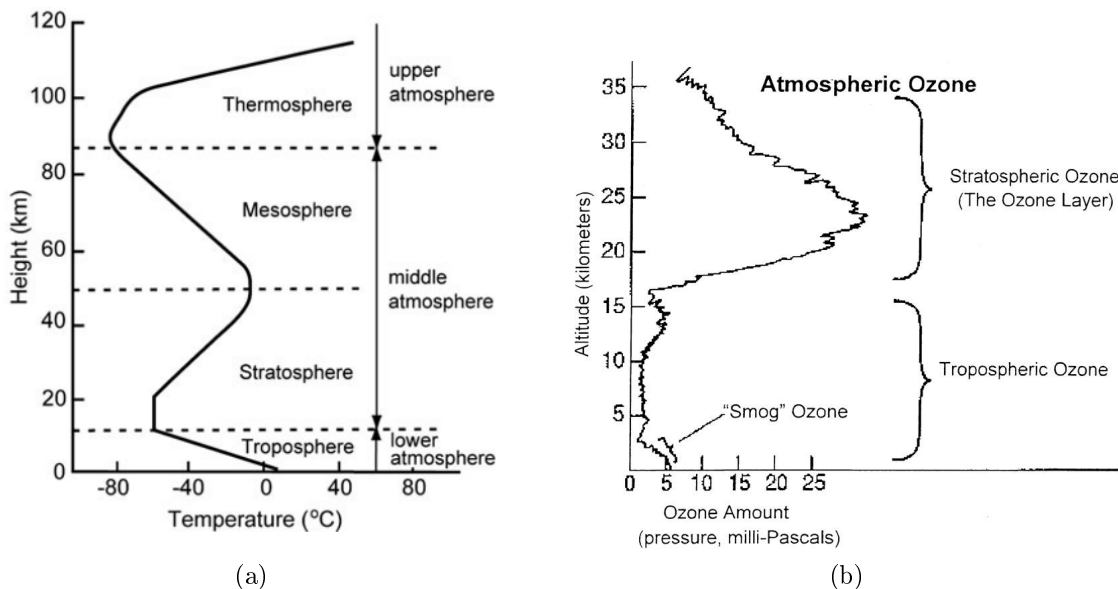 120
100
80
60
40
20
0
Height (km)
-80
-40
0
40
80
Temperature (°C)
Thermosphere
Mesosphere
Stratosphere
Troposphere
upper
atmosphere
middle
atmosphere
lower
atmosphere
(a)
Atmospheric Ozone
35
30
25
20
15
10
5
Altitude (kilometers)
0
5
10
15
20
25
Ozone Amount
(pressure, milli-Pascals)
Stratospheric Ozone
(The Ozone Layer)
Tropospheric Ozone
"Smog" Ozone
(b)